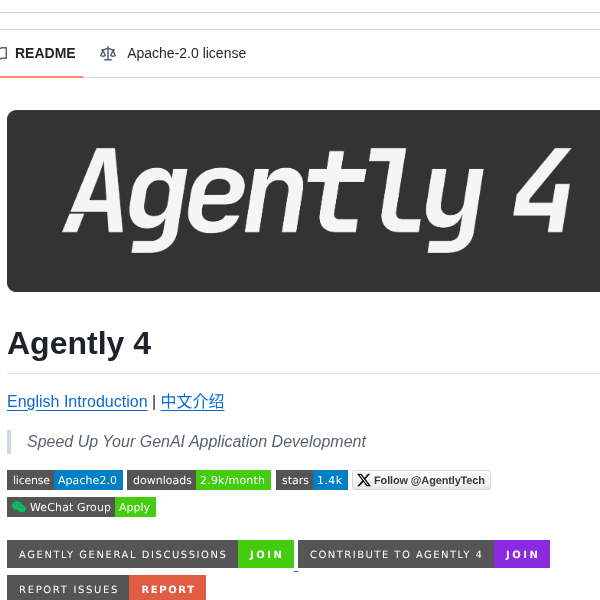 README Apache-2.0 license
Agently 4
Agently 4
English Introduction | 中文介绍
Speed Up Your GenAI Application Development
license Apache2.0 downloads 2.9k/month stars 1.4k Follow @AgentlyTech
WeChat Group Apply
AGENTLY GENERAL DISCUSSIONS JOIN CONTRIBUTE TO AGENTLY 4 JOIN
REPORT ISSUES REPORT